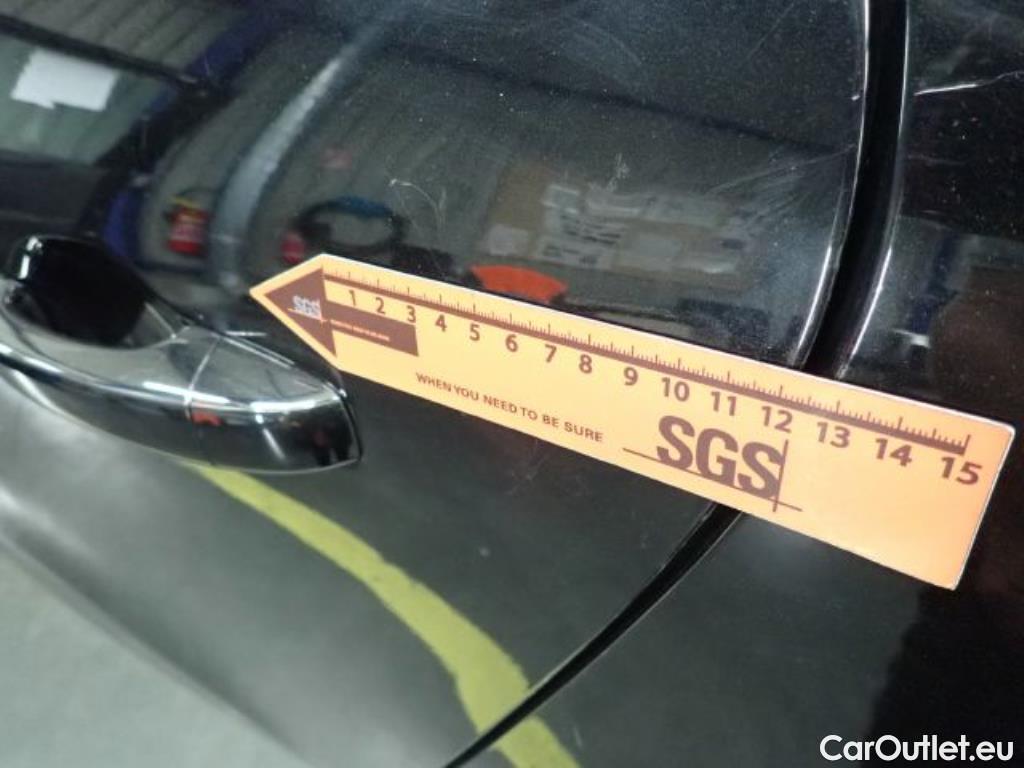 SGS
1 2 3 4 5 6 7 8 9 10 11 12 13 14 15
WHEN YOU NEED TO BE SURE
SGS
CarOutlet.eu